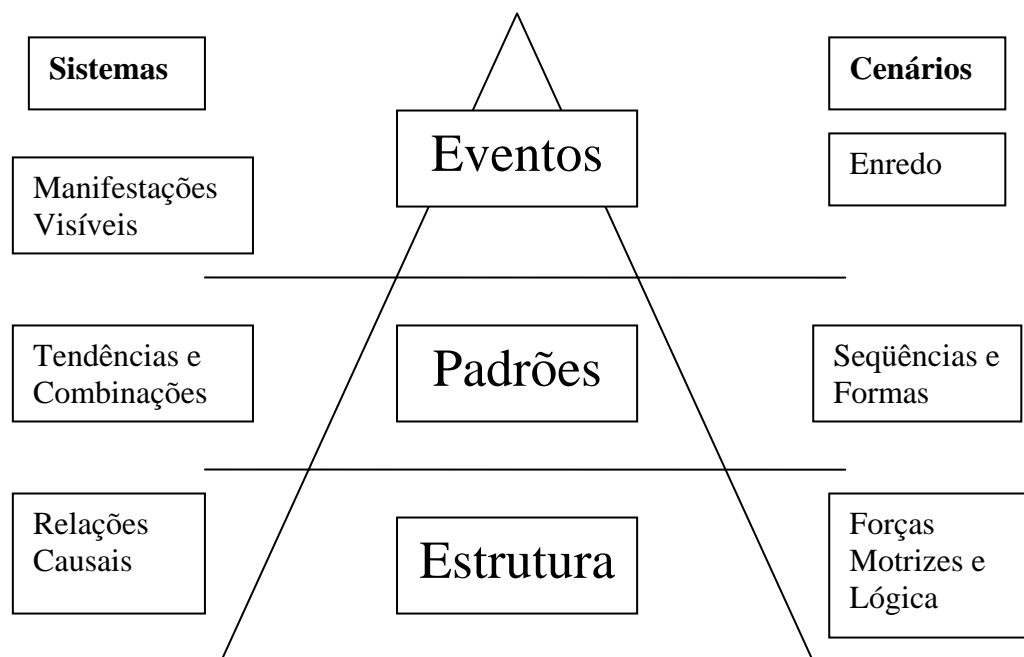 Sistemas
Cenários
Eventos
Enredo
Manifestações
Visíveis
Tendências e
Combinações
Padrões
Seqüências e
Formas
Relações
Causais
Estrutura
Forças
Motrizes e
Lógica